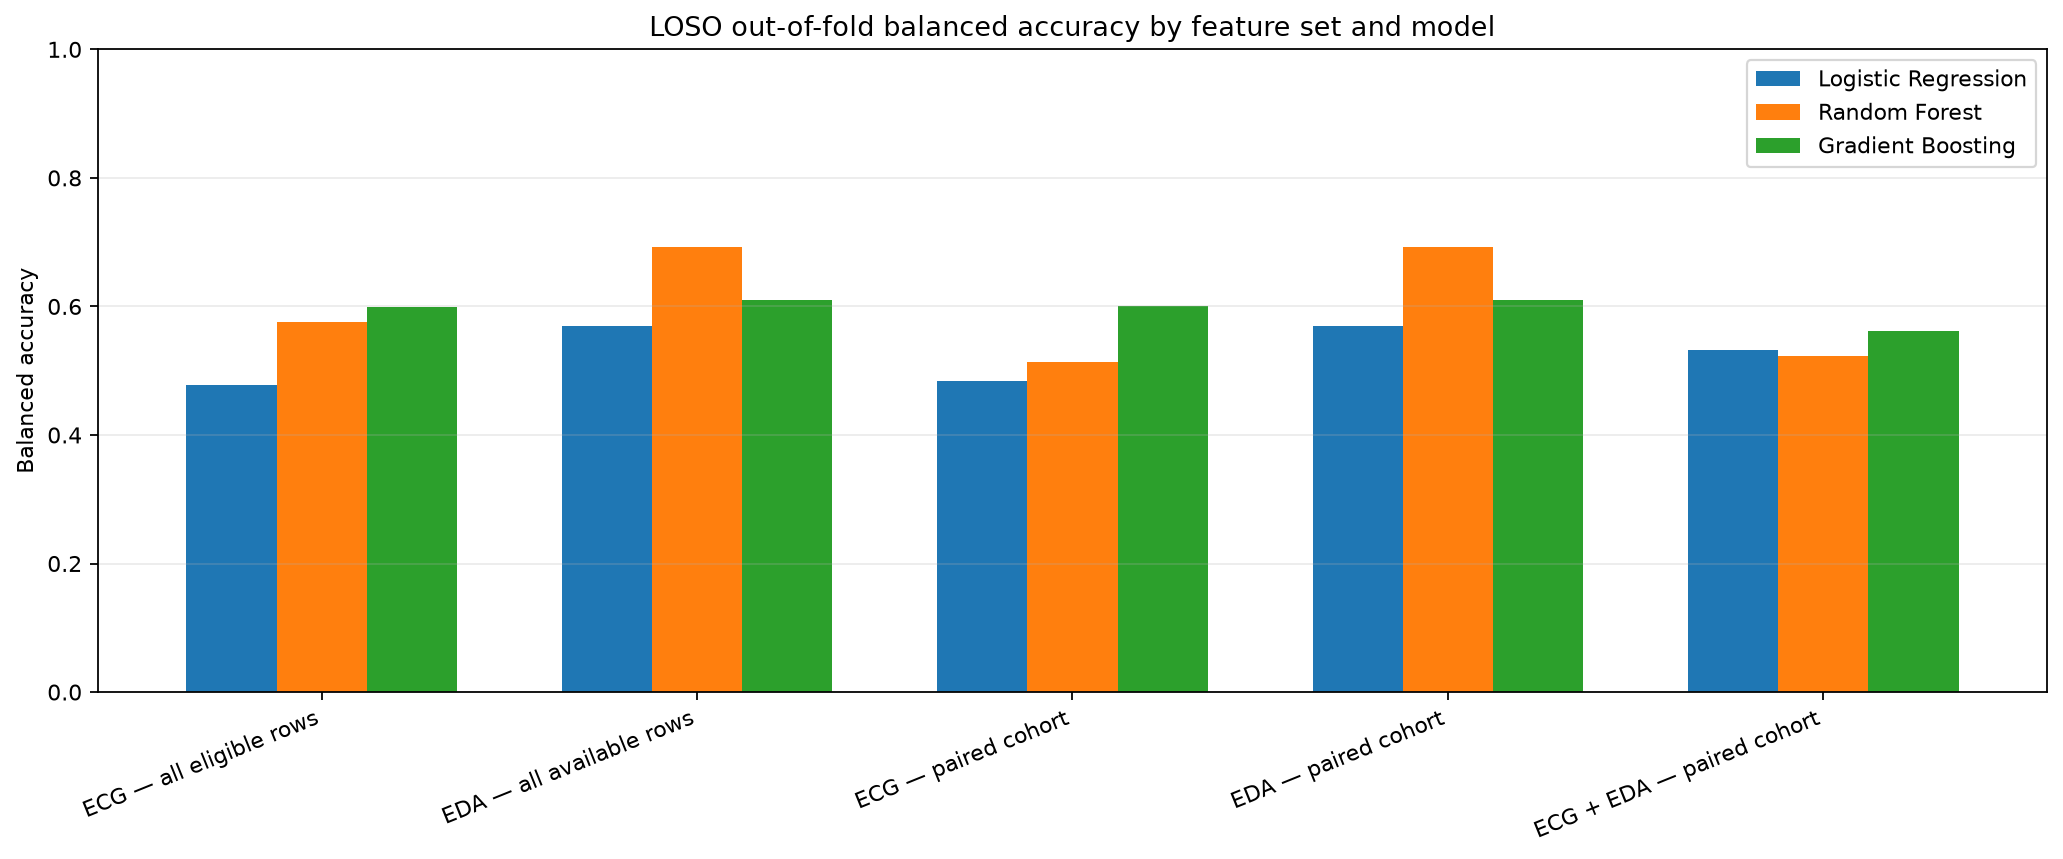 LOSO out-of-fold balanced accuracy by feature set and model
Balanced accuracy
1.0
0.8
0.6
0.4
0.2
0.0
Logistic Regression
Random Forest
Gradient Boosting
ECG — all eligible rows
EDA — all available rows
ECG — paired cohort
EDA — paired cohort
ECG + EDA — paired cohort